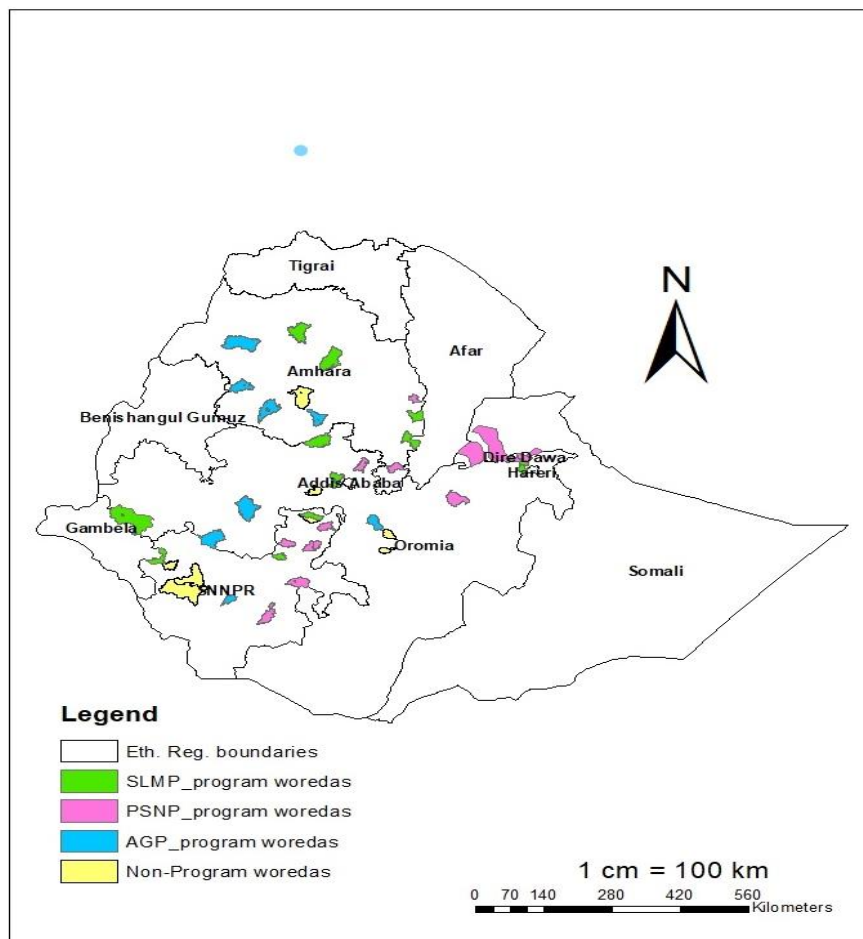 N
Tigrai
Afar
Amhara
Benishangul Gumuz
Dire Dawa
Hareri
Addis Ababa
Gambela
Oromia
Somali
SNNPR
Legend
Eth. Reg. boundaries
SLMP_program woredas
PSNP_program woredas
AGP_program woredas
Non-Program woredas
1 cm = 100 km
0 70 140 280 420 560
Kilometers